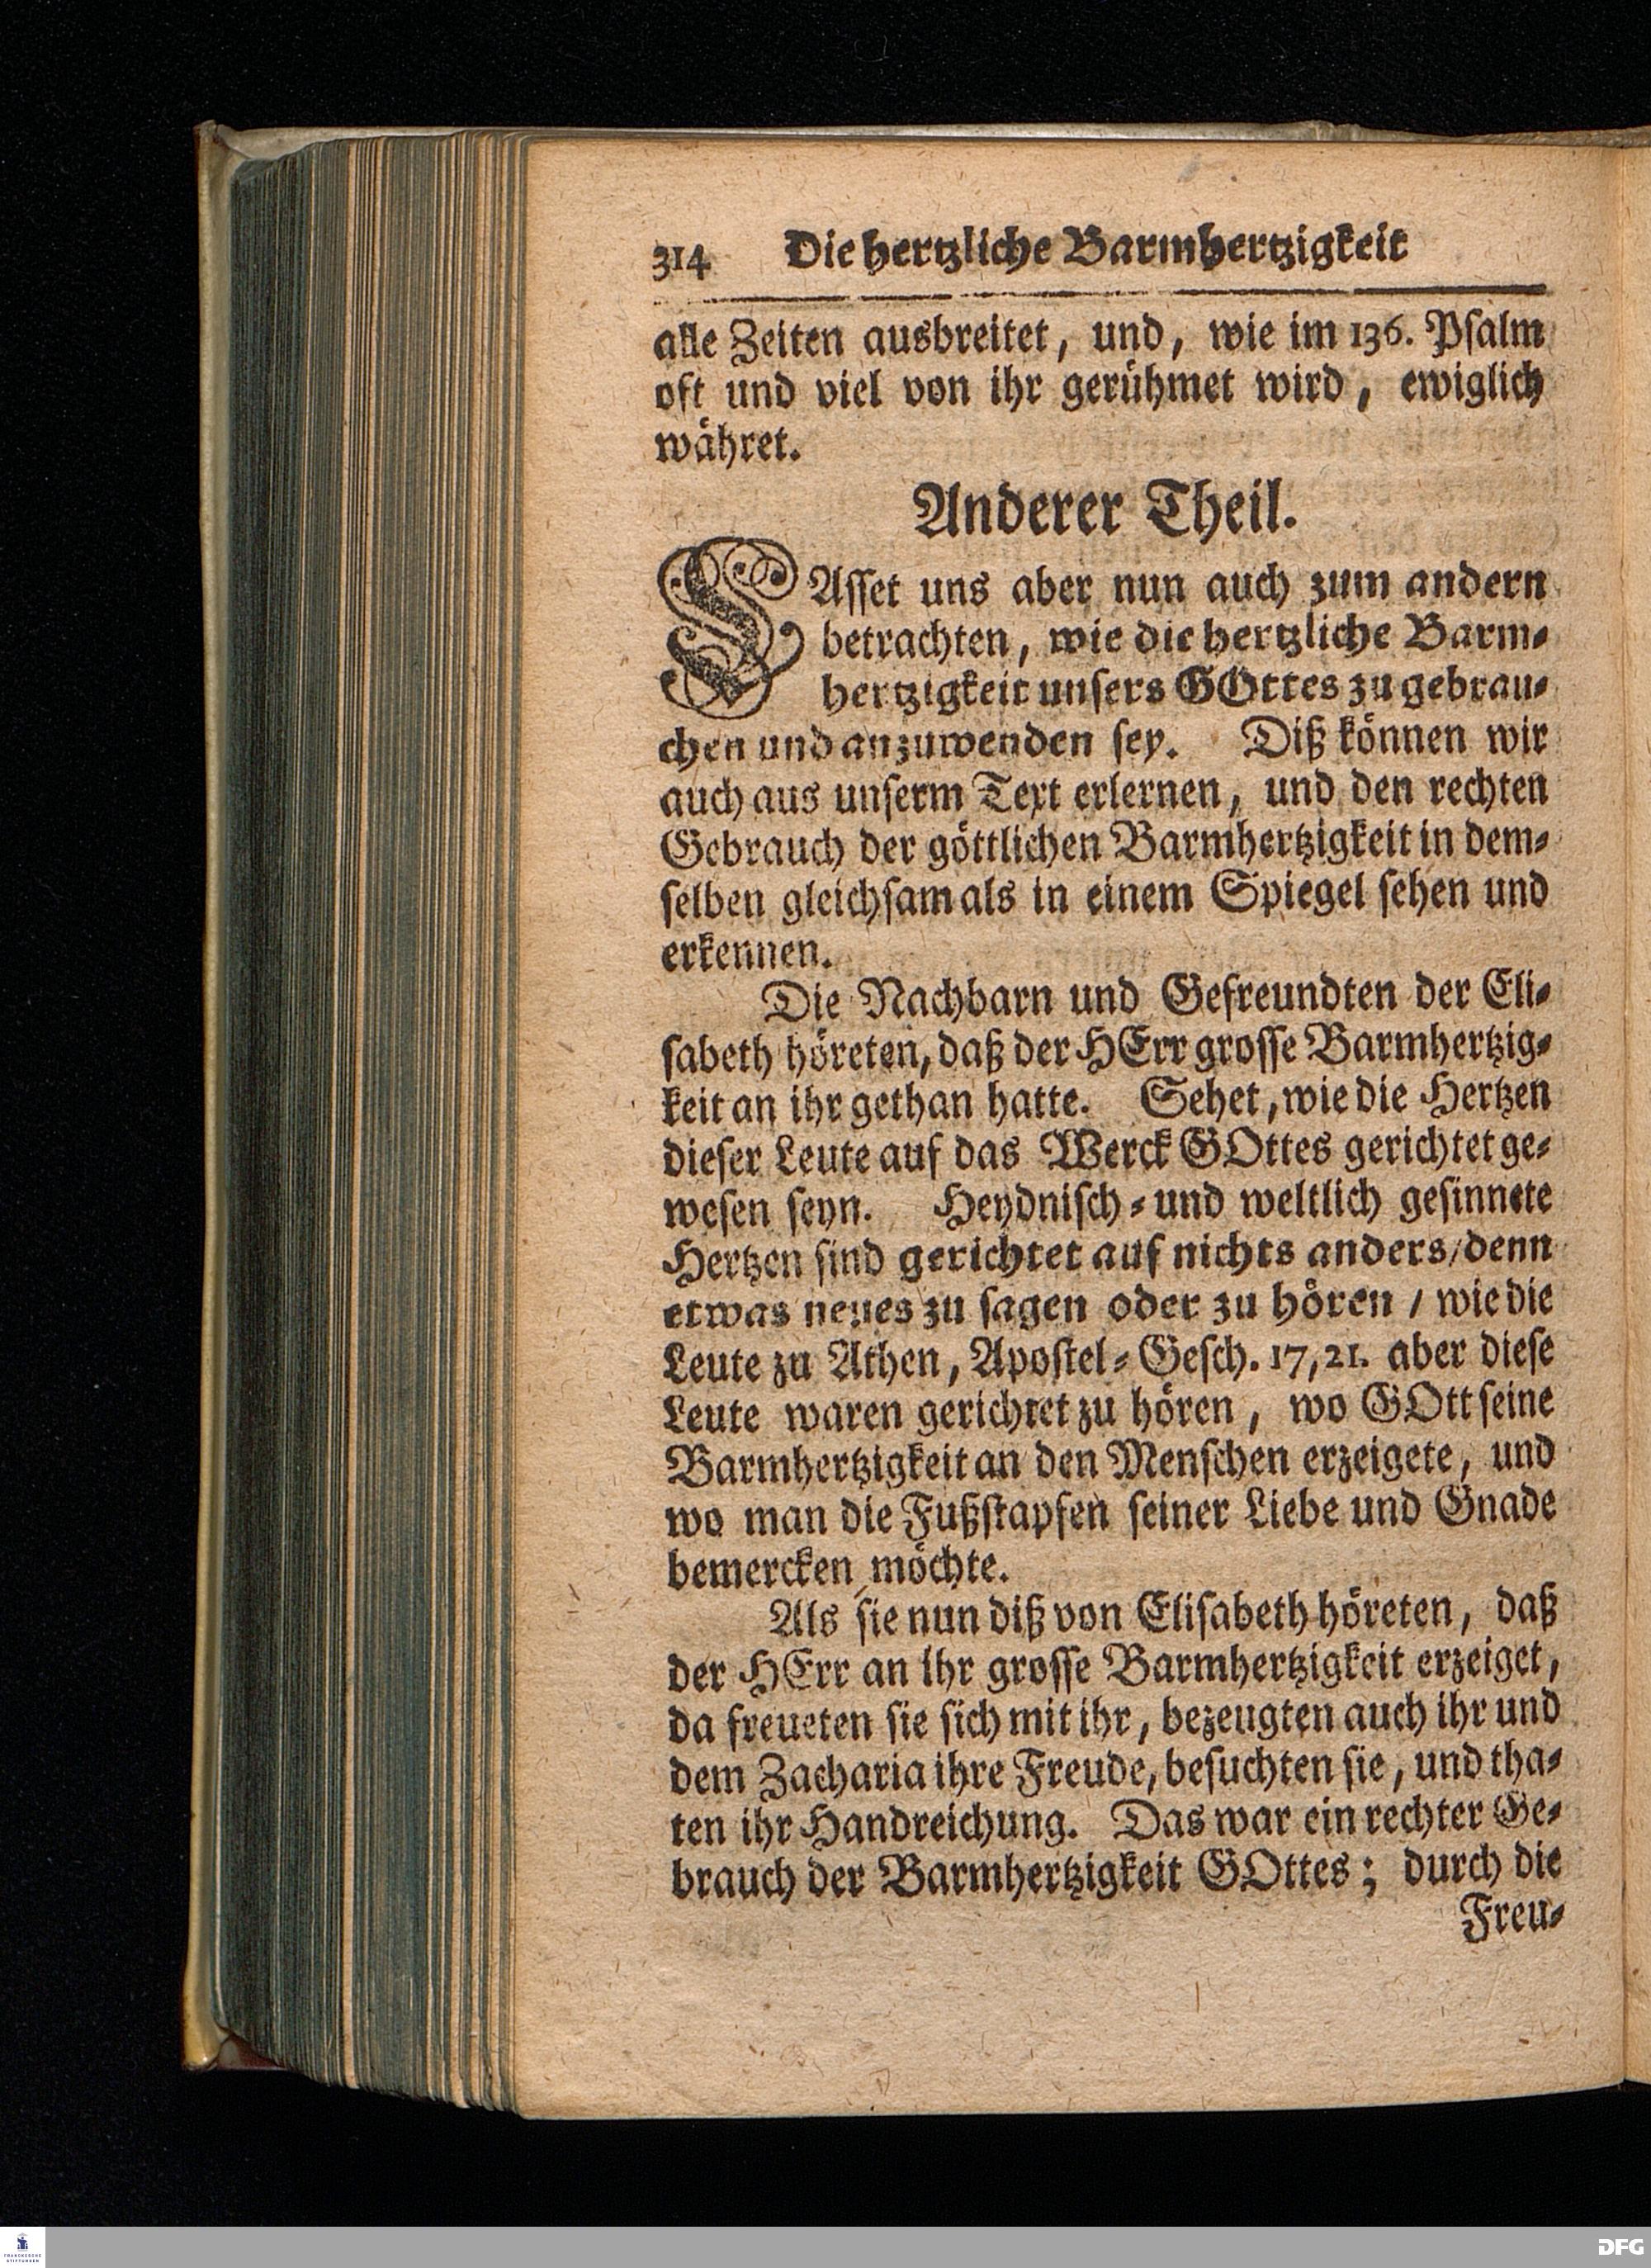 314 Die hertzliche Barmhertzigkeit
alle Zeiten ausbreitet, und, wie im 136. Psalm
oft und viel von ihr gerühmet wird, ewiglich
währet.
Anderer Theil.
LAsset uns aber nun auch zum andern
betrachten, wie die hertzliche Barm-
hertzigkeit unsers GOttes zu gebrau-
chen und anzuwenden sey. Diß können wir
auch aus unserm Text erlernen, und den rechten
Gebrauch der göttlichen Barmhertzigkeit in dem-
selben gleichsam als in einem Spiegel sehen und
erkennen.
Die Nachbarn und Gefreundten der Eli-
sabeth höreten, daß der HErr grosse Barmhertzig-
keit an ihr gethan hatte. Sehet, wie die Hertzen
dieser Leute auf das Werck GOttes gerichtet ge-
wesen seyn. Heydnisch- und weltlich gesinnete
Hertzen sind gerichtet auf nichts anders/denn
etwas neues zu sagen oder zu hören / wie die
Leute zu Athen, Apostel-Gesch. 17, 21. aber diese
Leute waren gerichtet zu hören, wo GOtt seine
Barmhertzigkeit an den Menschen erzeigete, und
wo man die Fußstapfen seiner Liebe und Gnade
bemercken möchte.
Als sie nun diß von Elisabeth höreten, daß
der HErr an ihr grosse Barmhertzigkeit erzeiget,
da freueten sie sich mit ihr, bezeugten auch ihr und
dem Zacharia ihre Freude, besuchten sie, und tha-
ten ihr Handreichung. Das war ein rechter Ge-
brauch der Barmhertzigkeit GOttes; durch die
Freu-
FRANCKESCHE
STIFTUNGEN
DFG